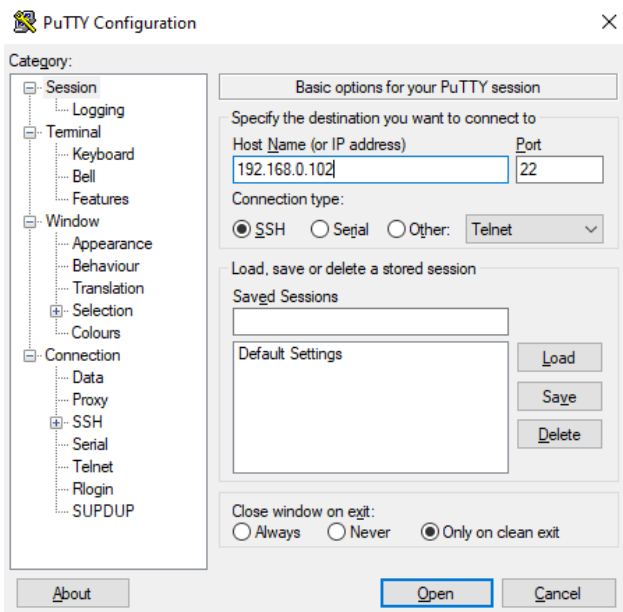 PuTTY Configuration
Category:
Session
Logging
Terminal
Keyboard
Bell
Features
Window
Appearance
Behaviour
Translation
Selection
Colours
Connection
Data
Proxy
SSH
Serial
Telnet
Rlogin
SUPDUP
Basic options for your PuTTY session
Specify the destination you want to connect to
Host Name (or IP address) Port
192.168.0.102 22
Connection type:
SSH Serial Other: Telnet
Load, save or delete a stored session
Saved Sessions
Default Settings
Load
Save
Delete
Close window on exit:
Always Never Only on clean exit
About Open Cancel